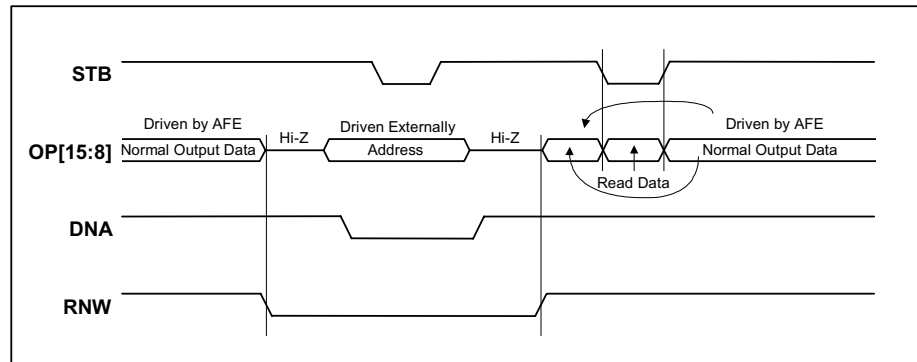 STB
Driven by AFE
Hi-Z
Driven Externally
Hi-Z
Driven by AFE
OP[15:8]
Normal Output Data
Address
Normal Output Data
Read Data
DNA
RNW